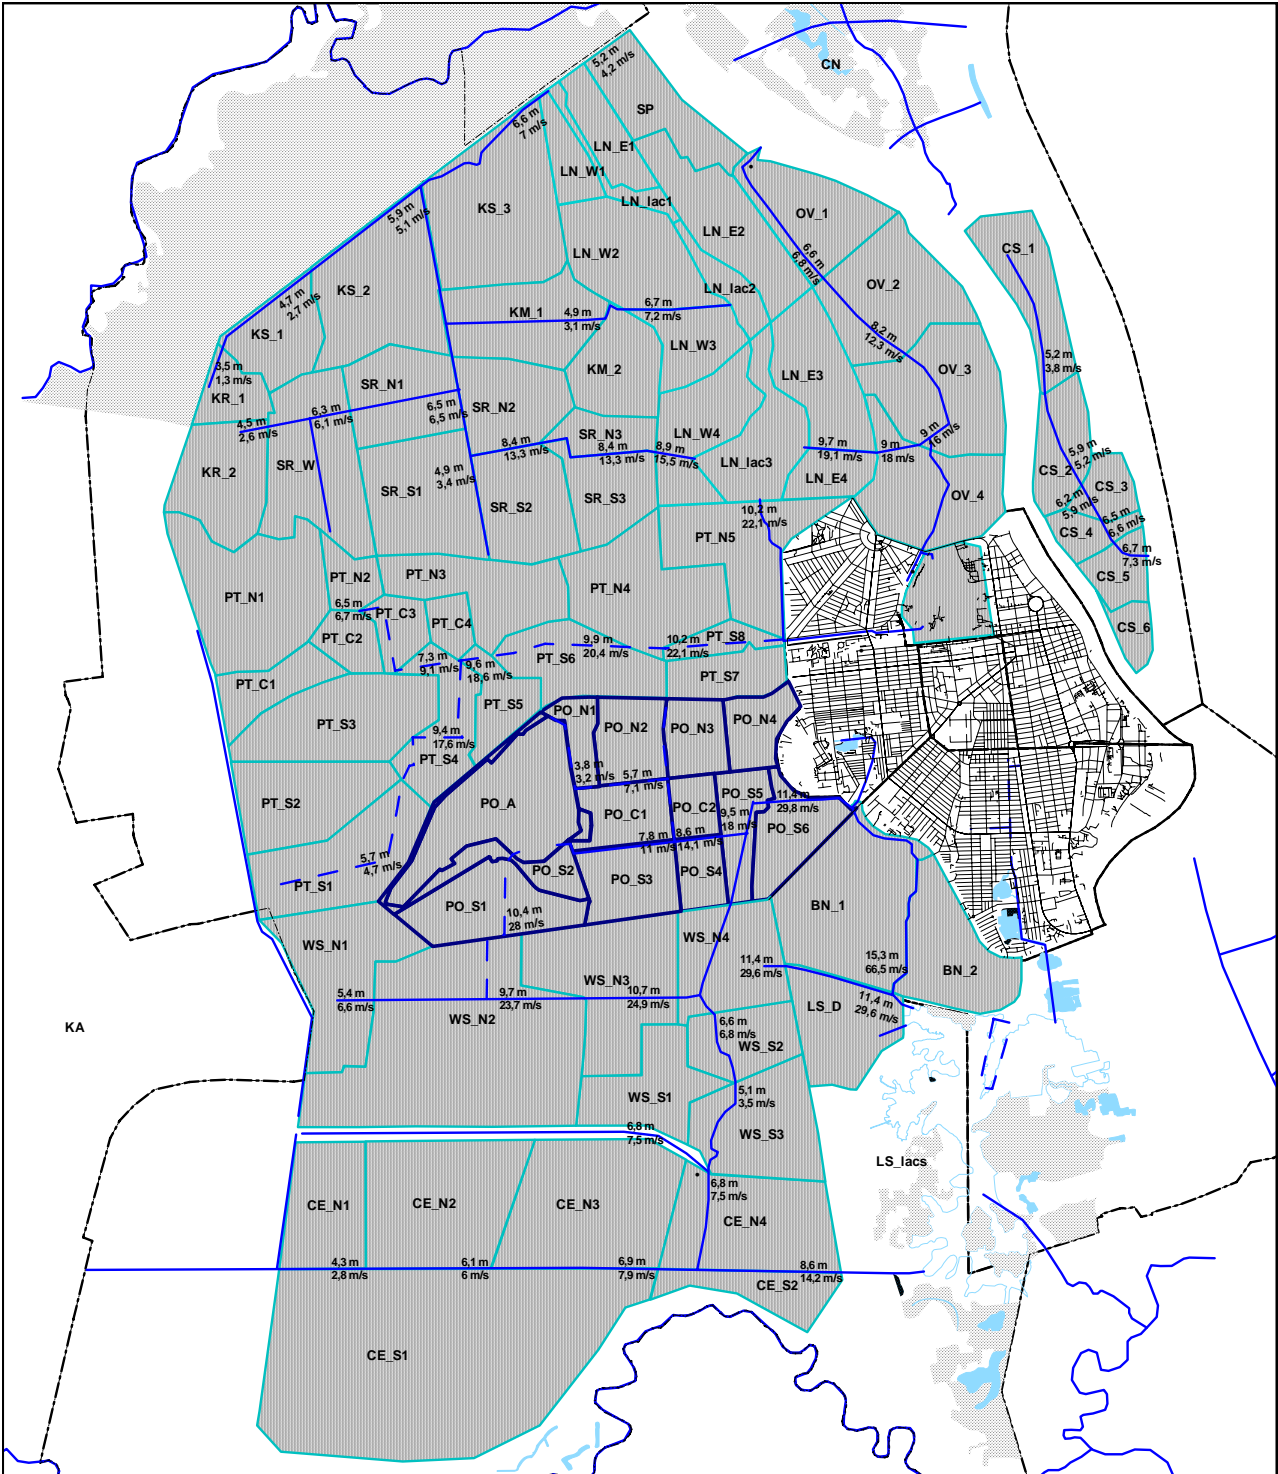 5,2 m
4,2 m/s
CN
SP
6,6 m
7 m/s
LN_E1
LN_W1
LN_lac1
KS_3
5,9 m
5,1 m/s
OV_1
LN_E2
CS_1
LN_W2
6,6 m
6,8 m/s
KS_2
4,7 m
2,7 m/s
LN_lac2
OV_2
KM_1
4,9 m
3,1 m/s
6,7 m
7,2 m/s
KS_1
8,2 m
12,3 m/s
LN_W3
5,2 m
3,8 m/s
3,5 m
1,3 m/s
KM_2
LN_E3
OV_3
SR_N1
KR_1
6,3 m
6,1 m/s
6,5 m
6,5 m/s
SR_N2
4,5 m
2,6 m/s
SR_N3
LN_W4
9 m
16 m/s
8,4 m
13,3 m/s
8,4 m
13,3 m/s
8,9 m
15,5 m/s
9,7 m
19,1 m/s
9 m
18 m/s
5,9 m
5,2 m/s
KR_2
SR_W
4,9 m
3,4 m/s
LN_lac3
CS_2
LN_E4
SR_S1
SR_S2
SR_S3
OV_4
CS_3
6,2 m
5,9 m/s
10,2 m
22,1 m/s
6,5 m
6,6 m/s
CS_4
PT_N5
6,7 m
7,3 m/s
PT_N2
PT_N3
CS_5
PT_N1
PT_N4
6,5 m
6,7 m/s
PT_C3
PT_C4
CS_6
PT_C2
PT_S8
9,9 m
20,4 m/s
10,2 m
22,1 m/s
PT_S6
7,3 m
9,1 m/s
9,6 m
18,6 m/s
PT_S7
PT_C1
PT_S5
PT_S3
PO_N1
PO_N2
PO_N3
PO_N4
9,4 m
17,6 m/s
PT_S4
3,8 m
3,2 m/s
5,7 m
7,1 m/s
PT_S2
PO_A
PO_C1
PO_C2
PO_S5
11,4 m
29,8 m/s
9,5 m
18 m/s
PO_S6
7,8 m
11 m/s
8,6 m
14,1 m/s
5,7 m
4,7 m/s
PT_S1
PO_S2
PO_S3
PO_S4
PO_S1
10,4 m
28 m/s
BN_1
WS_N1
WS_N4
11,4 m
29,6 m/s
15,3 m
66,5 m/s
BN_2
WS_N3
5,4 m
6,6 m/s
9,7 m
23,7 m/s
10,7 m
24,9 m/s
LS_D
11,4 m
29,6 m/s
WS_N2
6,6 m
6,8 m/s
KA
WS_S2
WS_S1
5,1 m
3,5 m/s
6,8 m
7,5 m/s
WS_S3
LS_lacs
6,8 m
7,5 m/s
CE_N1
CE_N2
CE_N3
CE_N4
4,3 m
2,8 m/s
6,1 m
6 m/s
6,9 m
7,9 m/s
8,6 m
14,2 m/s
CE_S2
CE_S1